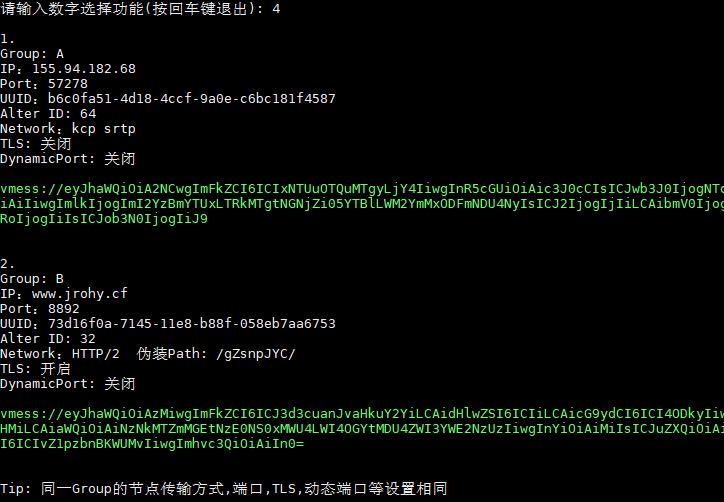 请输入数字选择功能(按回车键退出): 4
1.
Group: A
IP：155.94.182.68
Port：57278
UUID：b6c0fa51-4d18-4ccf-9a0e-c6bc181f4587
Alter ID: 64
Network：kcp srtp
TLS: 关闭
DynamicPort: 关闭
vmess://eyJhaWQiOiA2NCwgImFkZCI6ICIxNTUuOTQuMTgyLjY4IiwgInR5cGUiOiAic3J0cCIsICJwb3J0IjogNTc
iAiIiwgImlkIjogImI2YzBmYTUxLTRkMTgtNGNjZi05YTBlLWM2YmMxODFmNDU4NyIsICJ2IjogIjIiLCAibmV0Ijog
RoIjogIiIsICJob3N0IjogIiJ9
2.
Group: B
IP：www.jrohy.cf
Port：8892
UUID：73d16f0a-7145-11e8-b88f-058eb7aa6753
Alter ID: 32
Network：HTTP/2  伪装Path: /gZsnpJYC/
TLS: 开启
DynamicPort: 关闭
vmess://eyJhaWQiOiAzMiwgImFkZCI6ICJ3d3cuanJvaHkuY2YiLCAidHlwZSI6ICIiLCAicG9ydCI6ICI4ODkyIiw
HMiLCAiaWQiOiAiNzNkMTZmMGEtNzE0NS0xMWU4LWI4OGYtMDU4ZWI3YWE2NzUzIiwgInYiOiAiMiIsICJuZXQiOiAi
I6ICIvZ1pzbnBKWUMvIiwgImhvc3QiOiAiIn0=
Tip: 同一Group的节点传输方式,端口,TLS,动态端口等设置相同